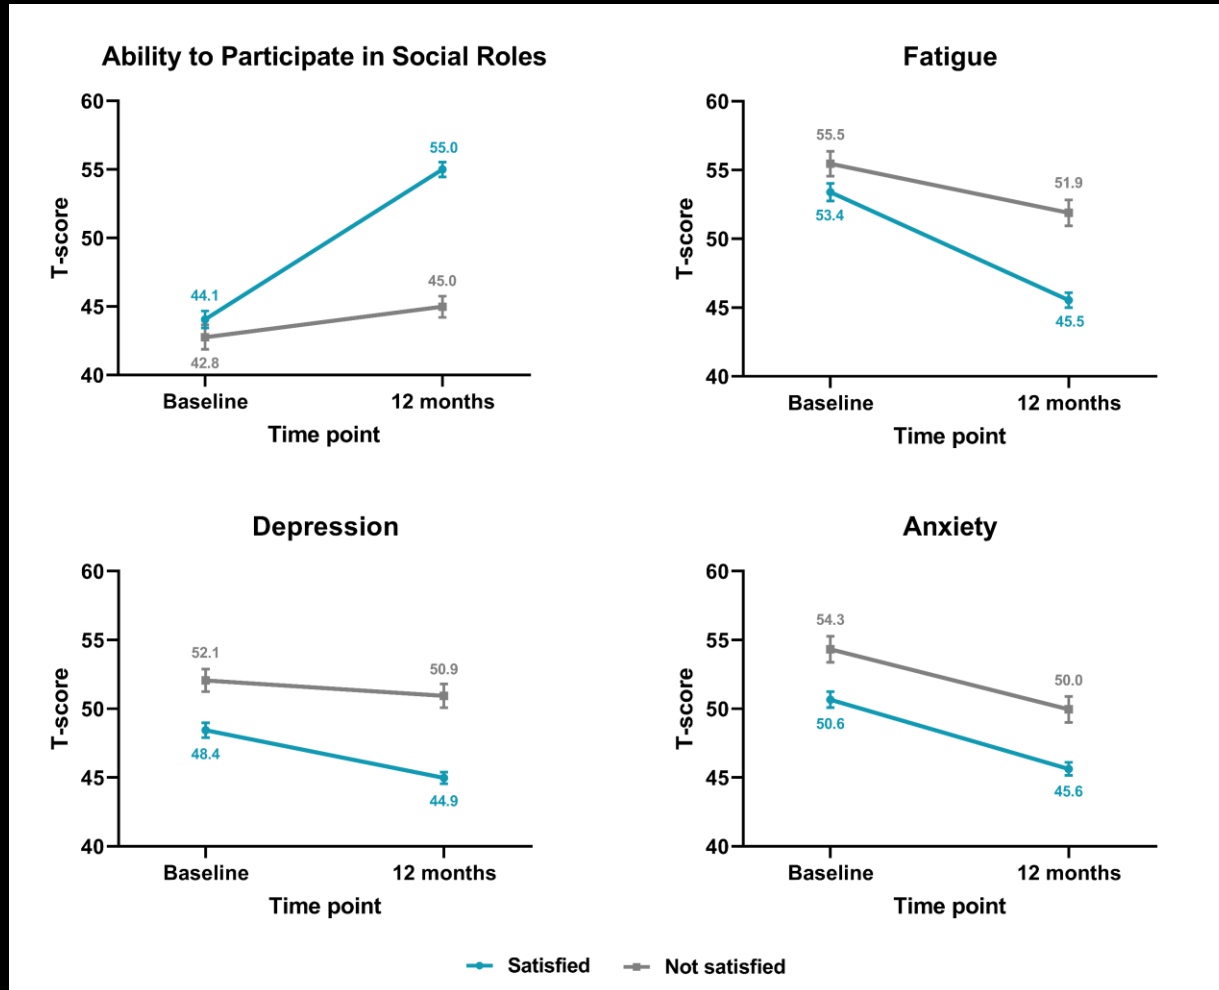 Ability to Participate in Social Roles
60
55
50
45
40
T-score
44.1
55.0
42.8
45.0
Baseline
12 months
Time point
Fatigue
60
55
50
45
40
T-score
55.5
51.9
53.4
45.5
Baseline
12 months
Time point
Depression
60
55
50
45
40
T-score
52.1
50.9
48.4
44.9
Baseline
12 months
Time point
Anxiety
60
55
50
45
40
T-score
54.3
50.0
50.6
45.6
Baseline
12 months
Time point
Satisfied
Not satisfied